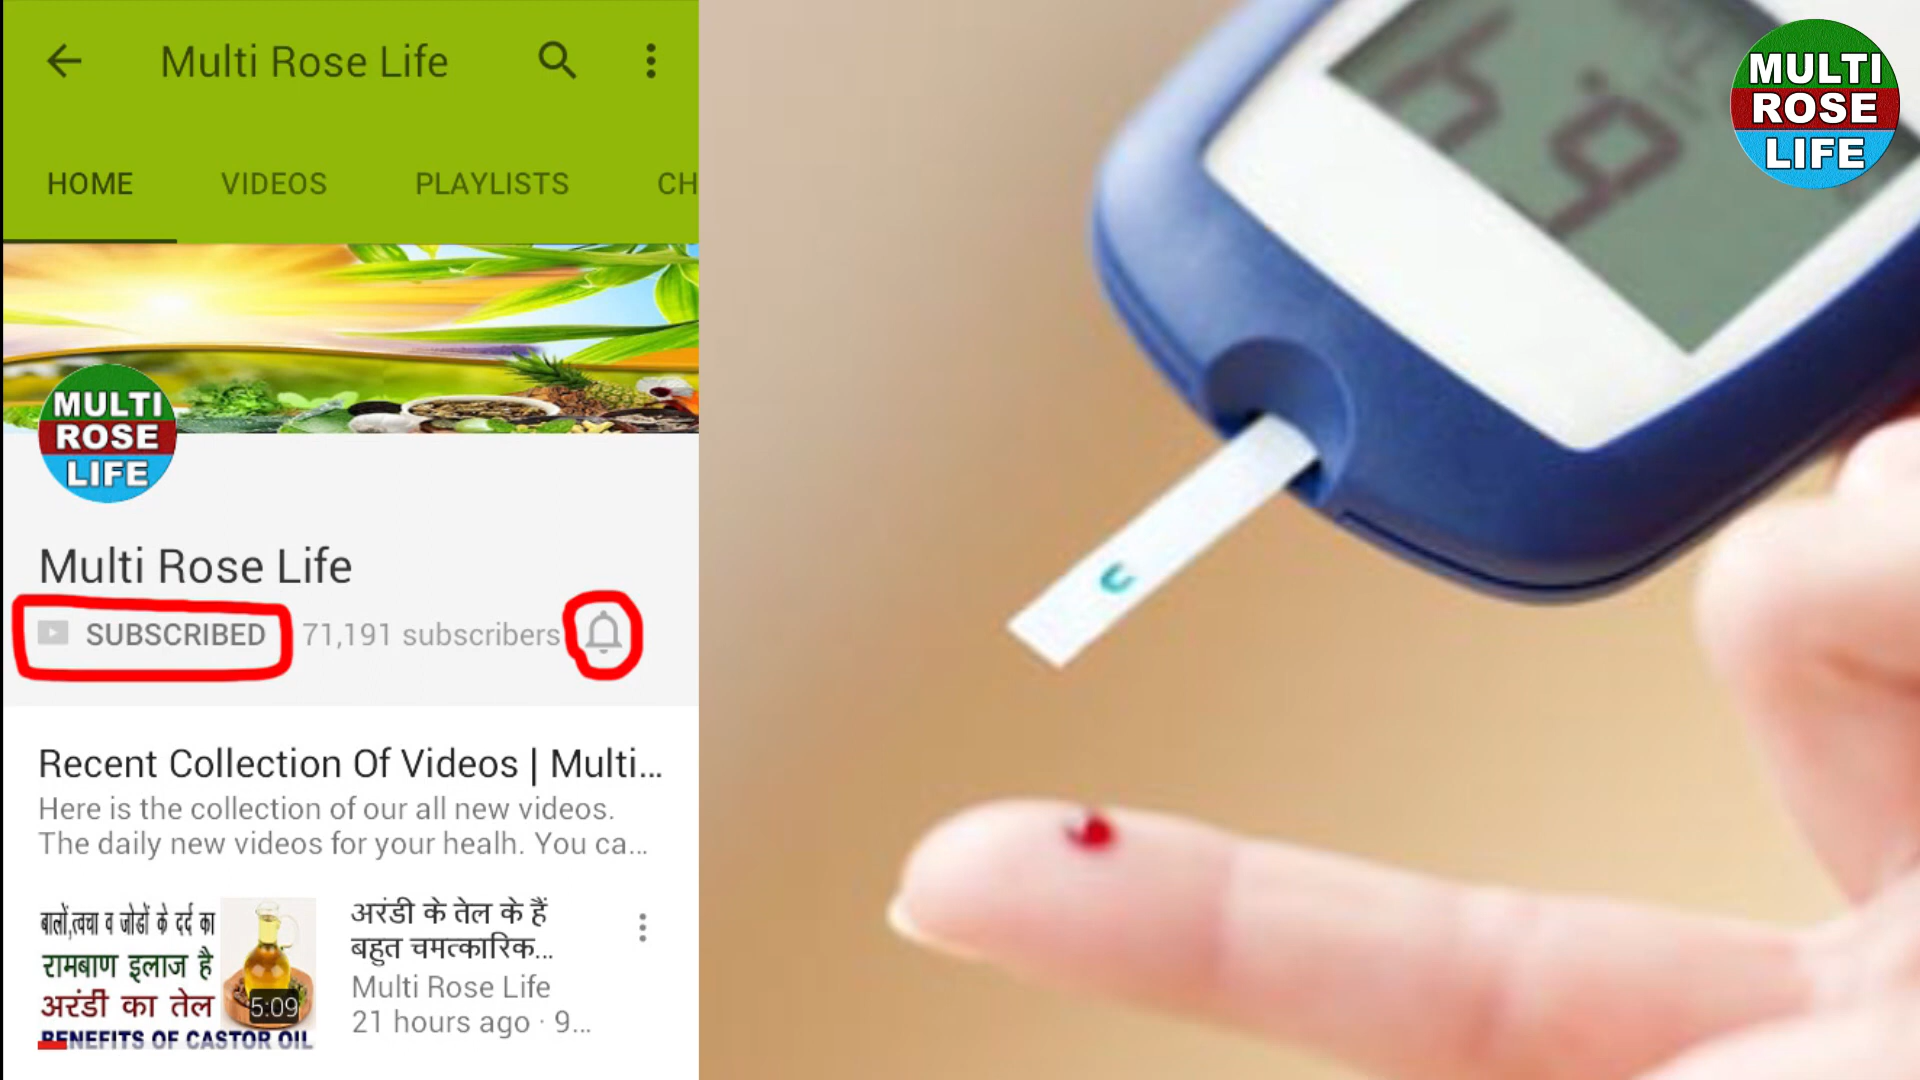 Multi Rose Life
HOME VIDEOS PLAYLISTS CH
MULTI
ROSE
LIFE
Multi Rose Life
SUBSCRIBED 71,191 subscribers
Recent Collection Of Videos | Multi...
Here is the collection of our all new videos.
The daily new videos for your healh. You ca...
बालों,त्वचा व जोडों के दर्द का
रामबाण इलाज है
अरंडी का तेल
BENEFITS OF CASTOR OIL
5:09
अरंडी के तेल के हैं
बहुत चमत्कारिक...
Multi Rose Life
21 hours ago · 9...
MULTI
ROSE
LIFE